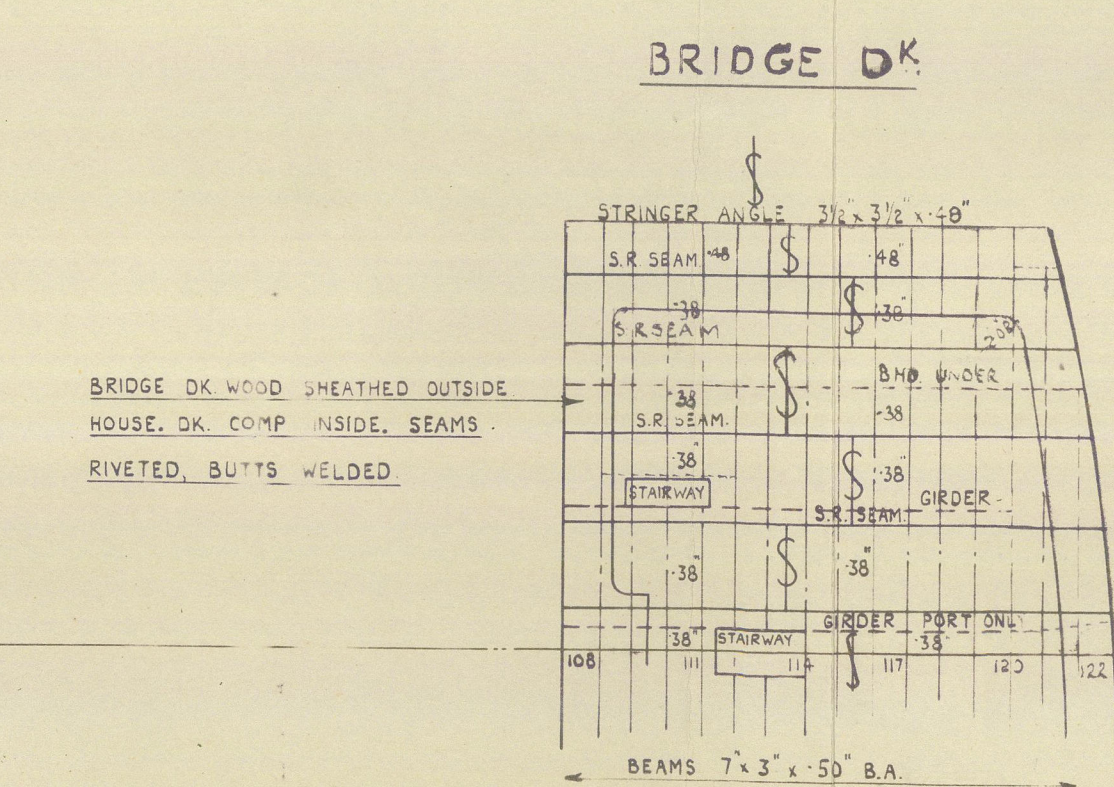 BRIDGE DK.
STRINGER ANGLE 3½" x 3½" x .48"
S.R. SEAM .48 .48"
.38 .38"
S.R SEAM
BHD. UNDER
BRIDGE DK. WOOD SHEATHED OUTSIDE
.38 .38
HOUSE. DK. COMP INSIDE. SEAMS
S.R. SEAM.
.38" .38"
RIVETED, BUTTS WELDED.
STAIRWAY GIRDER
S.R. SEAM.
.38" .38"
GIRDER PORT ONLY
.38" STAIRWAY .38"
108 111 114 117 120 122
BEAMS 7" x 3" x .50" B.A.